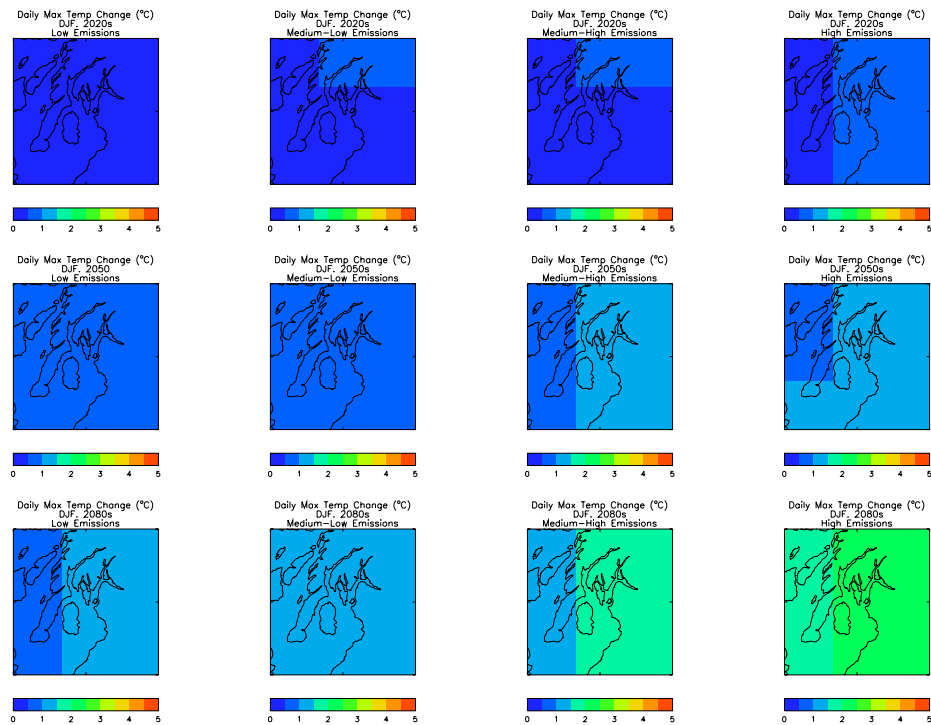 Daily Max Temp Change (°C)
DJF. 2020s
Low Emissions
0 1 2 3 4 5
Daily Max Temp Change (°C)
DJF. 2020s
Medium-Low Emissions
0 1 2 3 4 5
Daily Max Temp Change (°C)
DJF. 2020s
Medium-High Emissions
0 1 2 3 4 5
Daily Max Temp Change (°C)
DJF. 2020s
High Emissions
0 1 2 3 4 5
Daily Max Temp Change (°C)
DJF. 2050
Low Emissions
0 1 2 3 4 5
Daily Max Temp Change (°C)
DJF. 2050s
Medium-Low Emissions
0 1 2 3 4 5
Daily Max Temp Change (°C)
DJF. 2050s
Medium-High Emissions
0 1 2 3 4 5
Daily Max Temp Change (°C)
DJF. 2050s
High Emissions
0 1 2 3 4 5
Daily Max Temp Change (°C)
DJF. 2080s
Low Emissions
0 1 2 3 4 5
Daily Max Temp Change (°C)
DJF. 2080s
Medium-Low Emissions
0 1 2 3 4 5
Daily Max Temp Change (°C)
DJF. 2080s
Medium-High Emissions
0 1 2 3 4 5
Daily Max Temp Change (°C)
DJF. 2080s
High Emissions
0 1 2 3 4 5